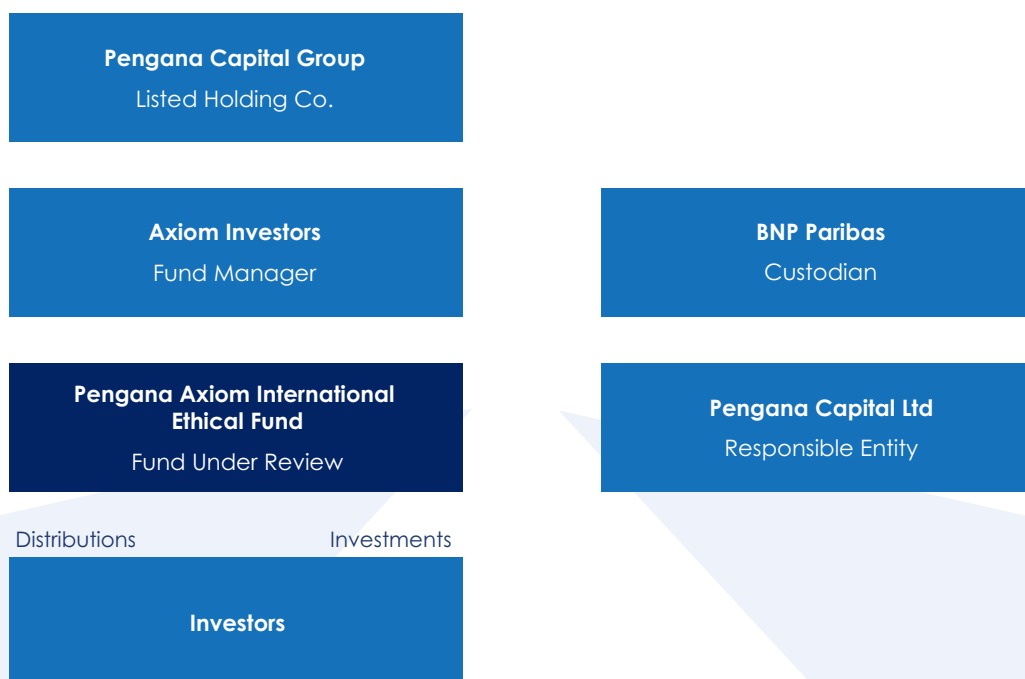 Pengana Capital Group
Listed Holding Co.
Axiom Investors
Fund Manager
BNP Paribas
Custodian
Pengana Axiom International
Ethical Fund
Fund Under Review
Pengana Capital Ltd
Responsible Entity
Distributions
Investments
Investors